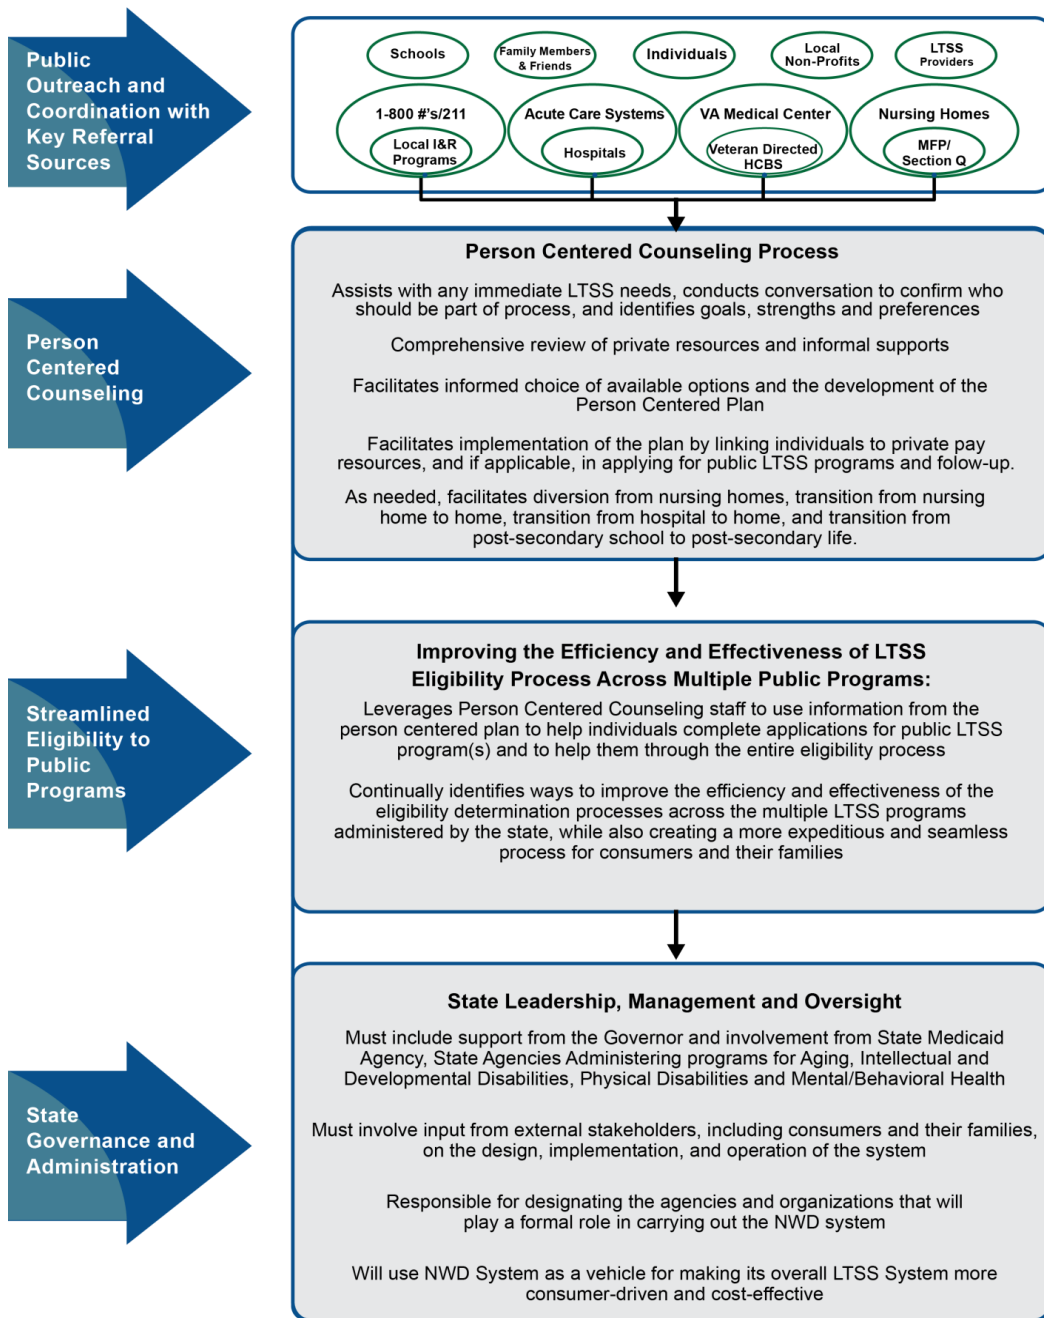 Public
Outreach and
Coordination with
Key Referral
Sources
Schools
Family Members
& Friends
Individuals
Local
Non-Profits
LTSS
Providers
1-800 #'s/211
Local I&R
Programs
Acute Care Systems
Hospitals
VA Medical Center
Veteran Directed
HCBS
Nursing Homes
MFP/
Section Q
Person
Centered
Counseling
Person Centered Counseling Process
Assists with any immediate LTSS needs, conducts conversation to confirm who
should be part of process, and identifies goals, strengths and preferences
Comprehensive review of private resources and informal supports
Facilitates informed choice of available options and the development of the
Person Centered Plan
Facilitates implementation of the plan by linking individuals to private pay
resources, and if applicable, in applying for public LTSS programs and folow-up.
As needed, facilitates diversion from nursing homes, transition from nursing
home to home, transition from hospital to home, and transition from
post-secondary school to post-secondary life.
Streamlined
Eligibility to
Public
Programs
Improving the Efficiency and Effectiveness of LTSS
Eligibility Process Across Multiple Public Programs:
Leverages Person Centered Counseling staff to use information from the
person centered plan to help individuals complete applications for public LTSS
program(s) and to help them through the entire eligibility process
Continually identifies ways to improve the efficiency and effectiveness of the
eligibility determination processes across the multiple LTSS programs
administered by the state, while also creating a more expeditious and seamless
process for consumers and their families
State
Governance and
Administration
State Leadership, Management and Oversight
Must include support from the Governor and involvement from State Medicaid
Agency, State Agencies Administering programs for Aging, Intellectual and
Developmental Disabilities, Physical Disabilities and Mental/Behavioral Health
Must involve input from external stakeholders, including consumers and their families,
on the design, implementation, and operation of the system
Responsible for designating the agencies and organizations that will
play a formal role in carrying out the NWD system
Will use NWD System as a vehicle for making its overall LTSS System more
consumer-driven and cost-effective